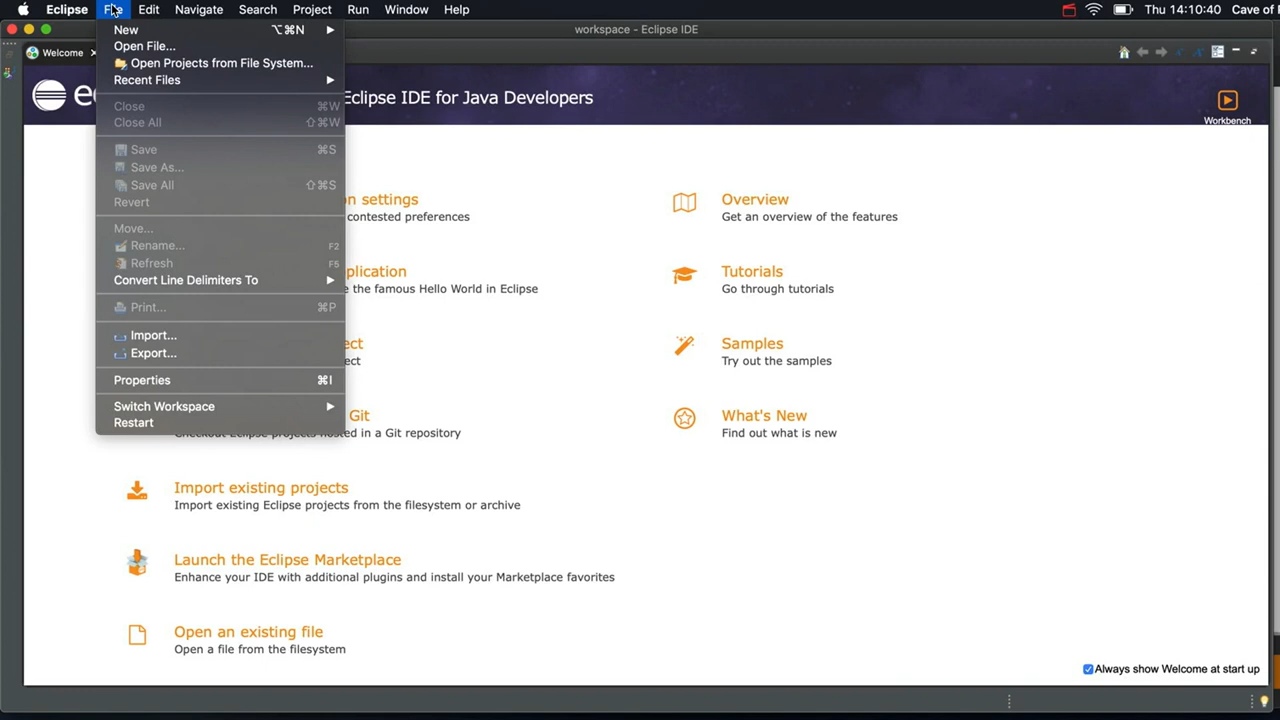 Eclipse File Edit Navigate Search Project Run Window Help Thu 14:10:40 Cave of
workspace - Eclipse IDE
Welcome
New ⌥⌘N
Open File...
Open Projects from File System...
Recent Files
Close ⌘W
Close All ⇧⌘W
Save ⌘S
Save As...
Save All ⇧⌘S
Revert
Move...
Rename... F2
Refresh F5
Convert Line Delimiters To
Print... ⌘P
Import...
Export...
Properties ⌘I
Switch Workspace
Restart
Eclipse IDE for Java Developers
Workbench
settings
contested preferences
the famous Hello World in Eclipse
Git
Checkout Eclipse projects hosted in a Git repository
Import existing projects
Import existing Eclipse projects from the filesystem or archive
Launch the Eclipse Marketplace
Enhance your IDE with additional plugins and install your Marketplace favorites
Open an existing file
Open a file from the filesystem
Overview
Get an overview of the features
Tutorials
Go through tutorials
Samples
Try out the samples
What's New
Find out what is new
Always show Welcome at start up